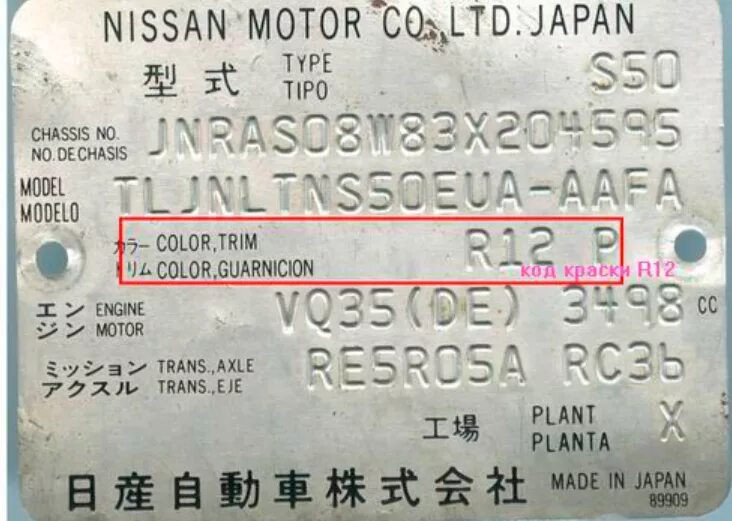 NISSAN MOTOR CO.,LTD.JAPAN
型式 TYPE TIPO S50
CHASSIS NO. NO.DE CHASIS JNRAS08W83X204595
MODEL MODELO TLJNLTNS50EUA-AAFA
カラー COLOR,TRIM R12 P
トリム COLOR,GUARNICION
код краски R12
エンジン ENGINE MOTOR VQ35(DE) 3498 CC
ミッション TRANS.,AXLE RE5R05A RC36
アクスル TRANS.,EJE
工場 PLANT PLANTA X
日産自動車株式会社 MADE IN JAPAN
89909